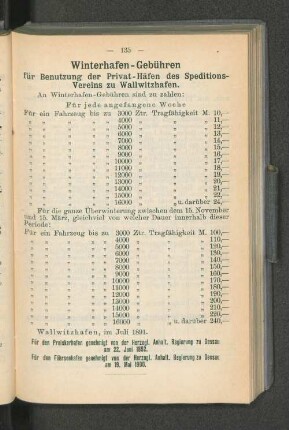 — 135 —
Winterhafen-Gebühren
für Benutzung der Privat-Häfen des Speditions-
Vereins zu Wallwitzhafen.
An Winterhafen-Gebühren sind zu zahlen:
Für jede angefangene Woche
Für ein Fahrzeug bis zu 3000 Ztr. Tragfähigkeit M. 10,—
„ „ „ „ „ 4000 „ „ „ 11,—
„ „ „ „ „ 5000 „ „ „ 12,—
„ „ „ „ „ 6000 „ „ „ 13,—
„ „ „ „ „ 7000 „ „ „ 14,—
„ „ „ „ „ 8000 „ „ „ 15,—
„ „ „ „ „ 9000 „ „ „ 16,—
„ „ „ „ „ 10000 „ „ „ 17,—
„ „ „ „ „ 11000 „ „ „ 18,—
„ „ „ „ „ 12000 „ „ „ 19,—
„ „ „ „ „ 13000 „ „ „ 20,—
„ „ „ „ „ 14000 „ „ „ 21,—
„ „ „ „ „ 15000 „ „ „ 22,—
„ „ „ „ „ 16000 „ „ u. darüber 24,—
Für die ganze Überwinterung zwischen dem 15. November
und 15. März, gleichviel von welcher Dauer innerhalb dieser
Periode:
Für ein Fahrzeug bis zu 3000 Ztr. Tragfähigkeit M. 100,—
„ „ „ „ „ 4000 „ „ „ 110,—
„ „ „ „ „ 5000 „ „ „ 120,—
„ „ „ „ „ 6000 „ „ „ 130,—
„ „ „ „ „ 7000 „ „ „ 140,—
„ „ „ „ „ 8000 „ „ „ 150,—
„ „ „ „ „ 9000 „ „ „ 160,—
„ „ „ „ „ 10000 „ „ „ 170,—
„ „ „ „ „ 11000 „ „ „ 180,—
„ „ „ „ „ 12000 „ „ „ 190,—
„ „ „ „ „ 13000 „ „ „ 200,—
„ „ „ „ „ 14000 „ „ „ 210,—
„ „ „ „ „ 15000 „ „ „ 220,—
„ „ „ „ „ 16000 „ „ u. darüber 240,—
Wallwitzhafen, im Juli
Für den genehmigt von der Herzogl. Anhalt. Regierung zu Dessau
am 22. Juni
Für den genehmigt von der Herzogl. Anhalt. Regierung zu Dessau
am 19. Mai